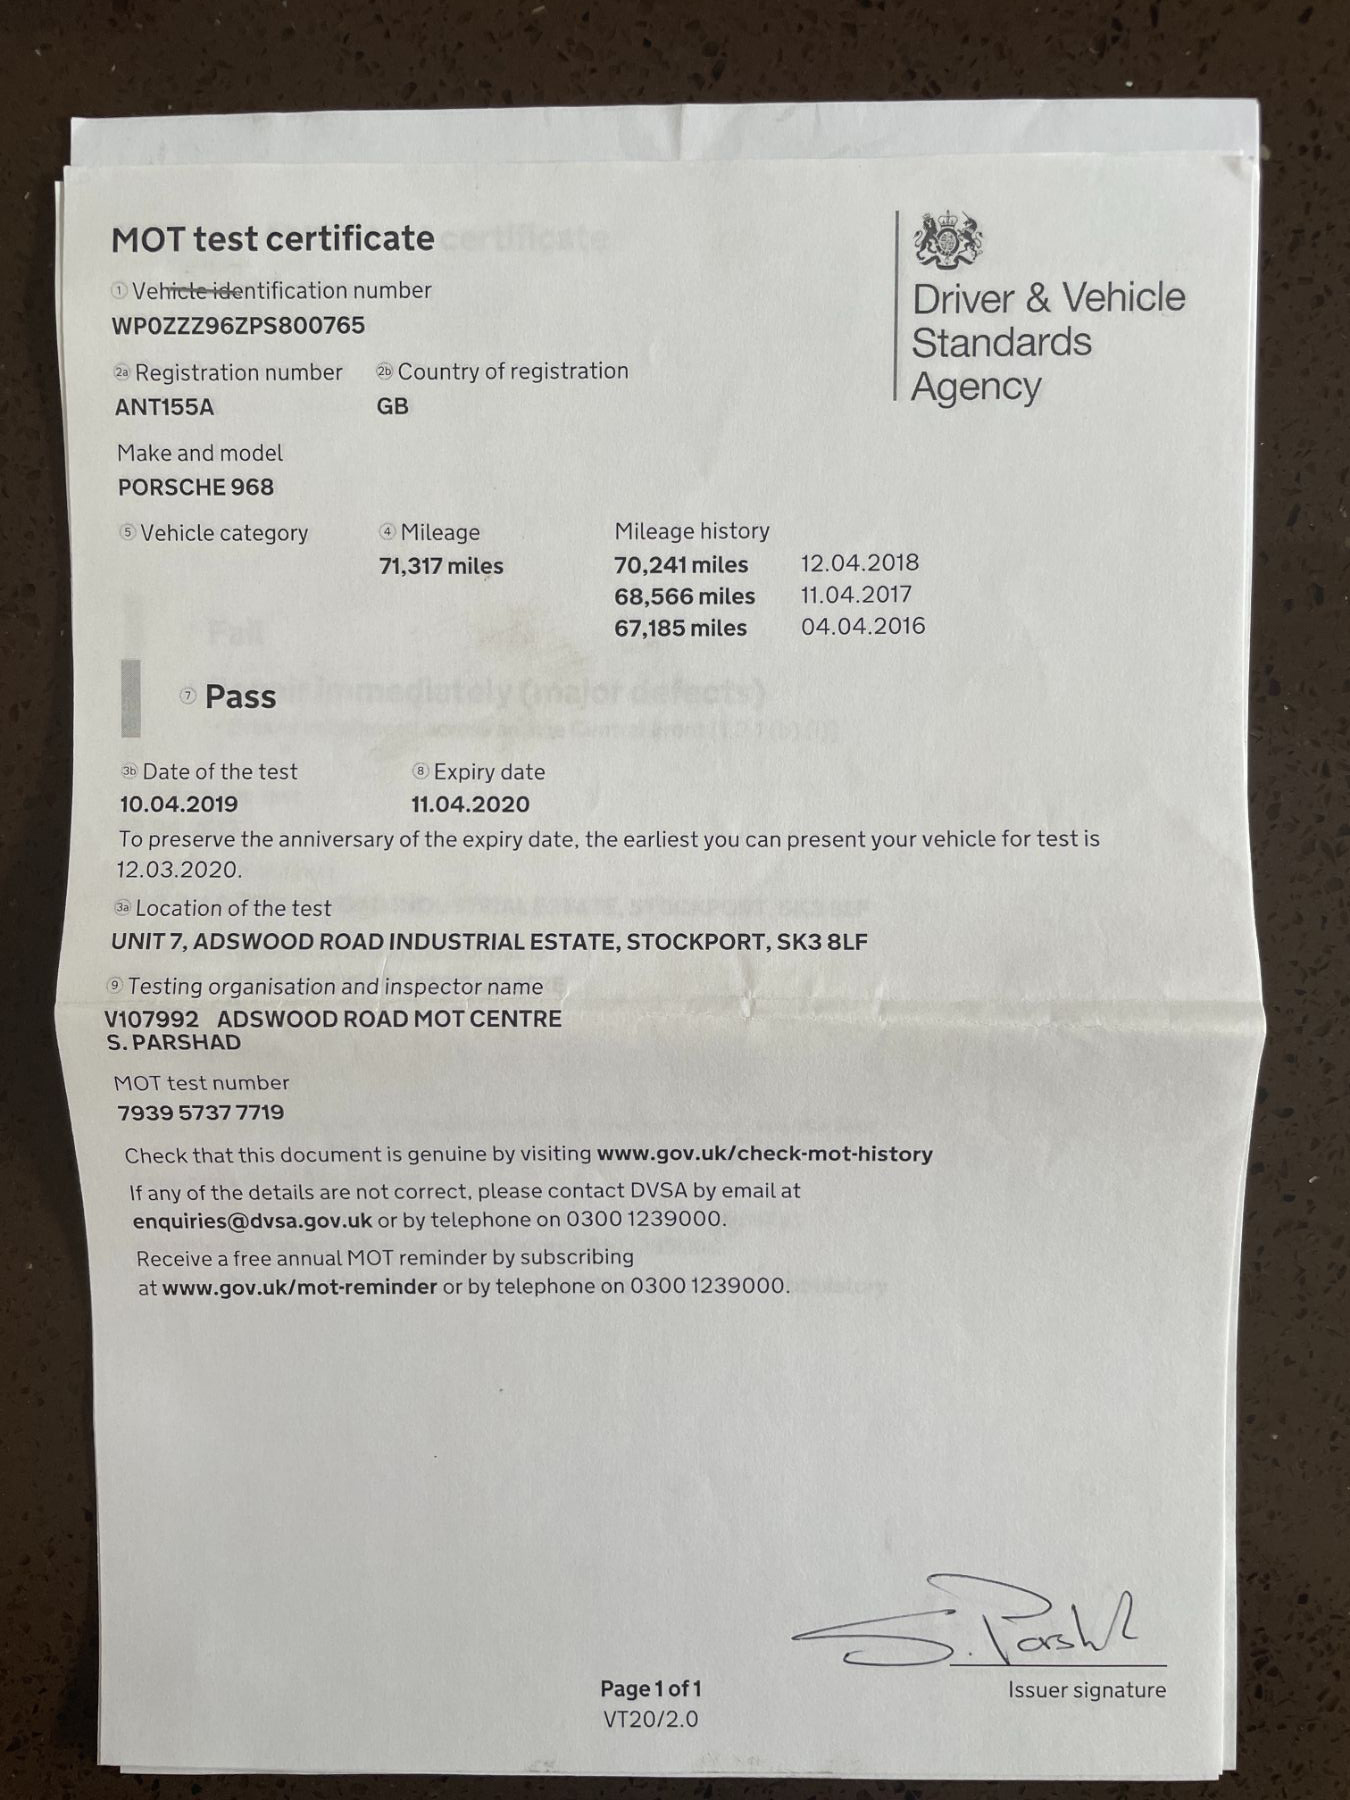 MOT test certificate
1 Vehicle identification number
WP0ZZZ96ZPS800765
2a Registration number 2b Country of registration
ANT155A GB
Make and model
PORSCHE 968
5 Vehicle category 4 Mileage Mileage history
71,317 miles 70,241 miles 12.04.2018
68,566 miles 11.04.2017
67,185 miles 04.04.2016
7 Pass
3b Date of the test 8 Expiry date
10.04.2019 11.04.2020
To preserve the anniversary of the expiry date, the earliest you can present your vehicle for test is
12.03.2020.
3a Location of the test
UNIT 7, ADSWOOD ROAD INDUSTRIAL ESTATE, STOCKPORT, SK3 8LF
9 Testing organisation and inspector name
V107992 ADSWOOD ROAD MOT CENTRE
S. PARSHAD
MOT test number
7939 5737 7719
Check that this document is genuine by visiting www.gov.uk/check-mot-history
If any of the details are not correct, please contact DVSA by email at
enquiries@dvsa.gov.uk or by telephone on 0300 1239000.
Receive a free annual MOT reminder by subscribing
at www.gov.uk/mot-reminder or by telephone on 0300 1239000.
Driver & Vehicle
Standards
Agency
Issuer signature
Page 1 of 1
VT20/2.0